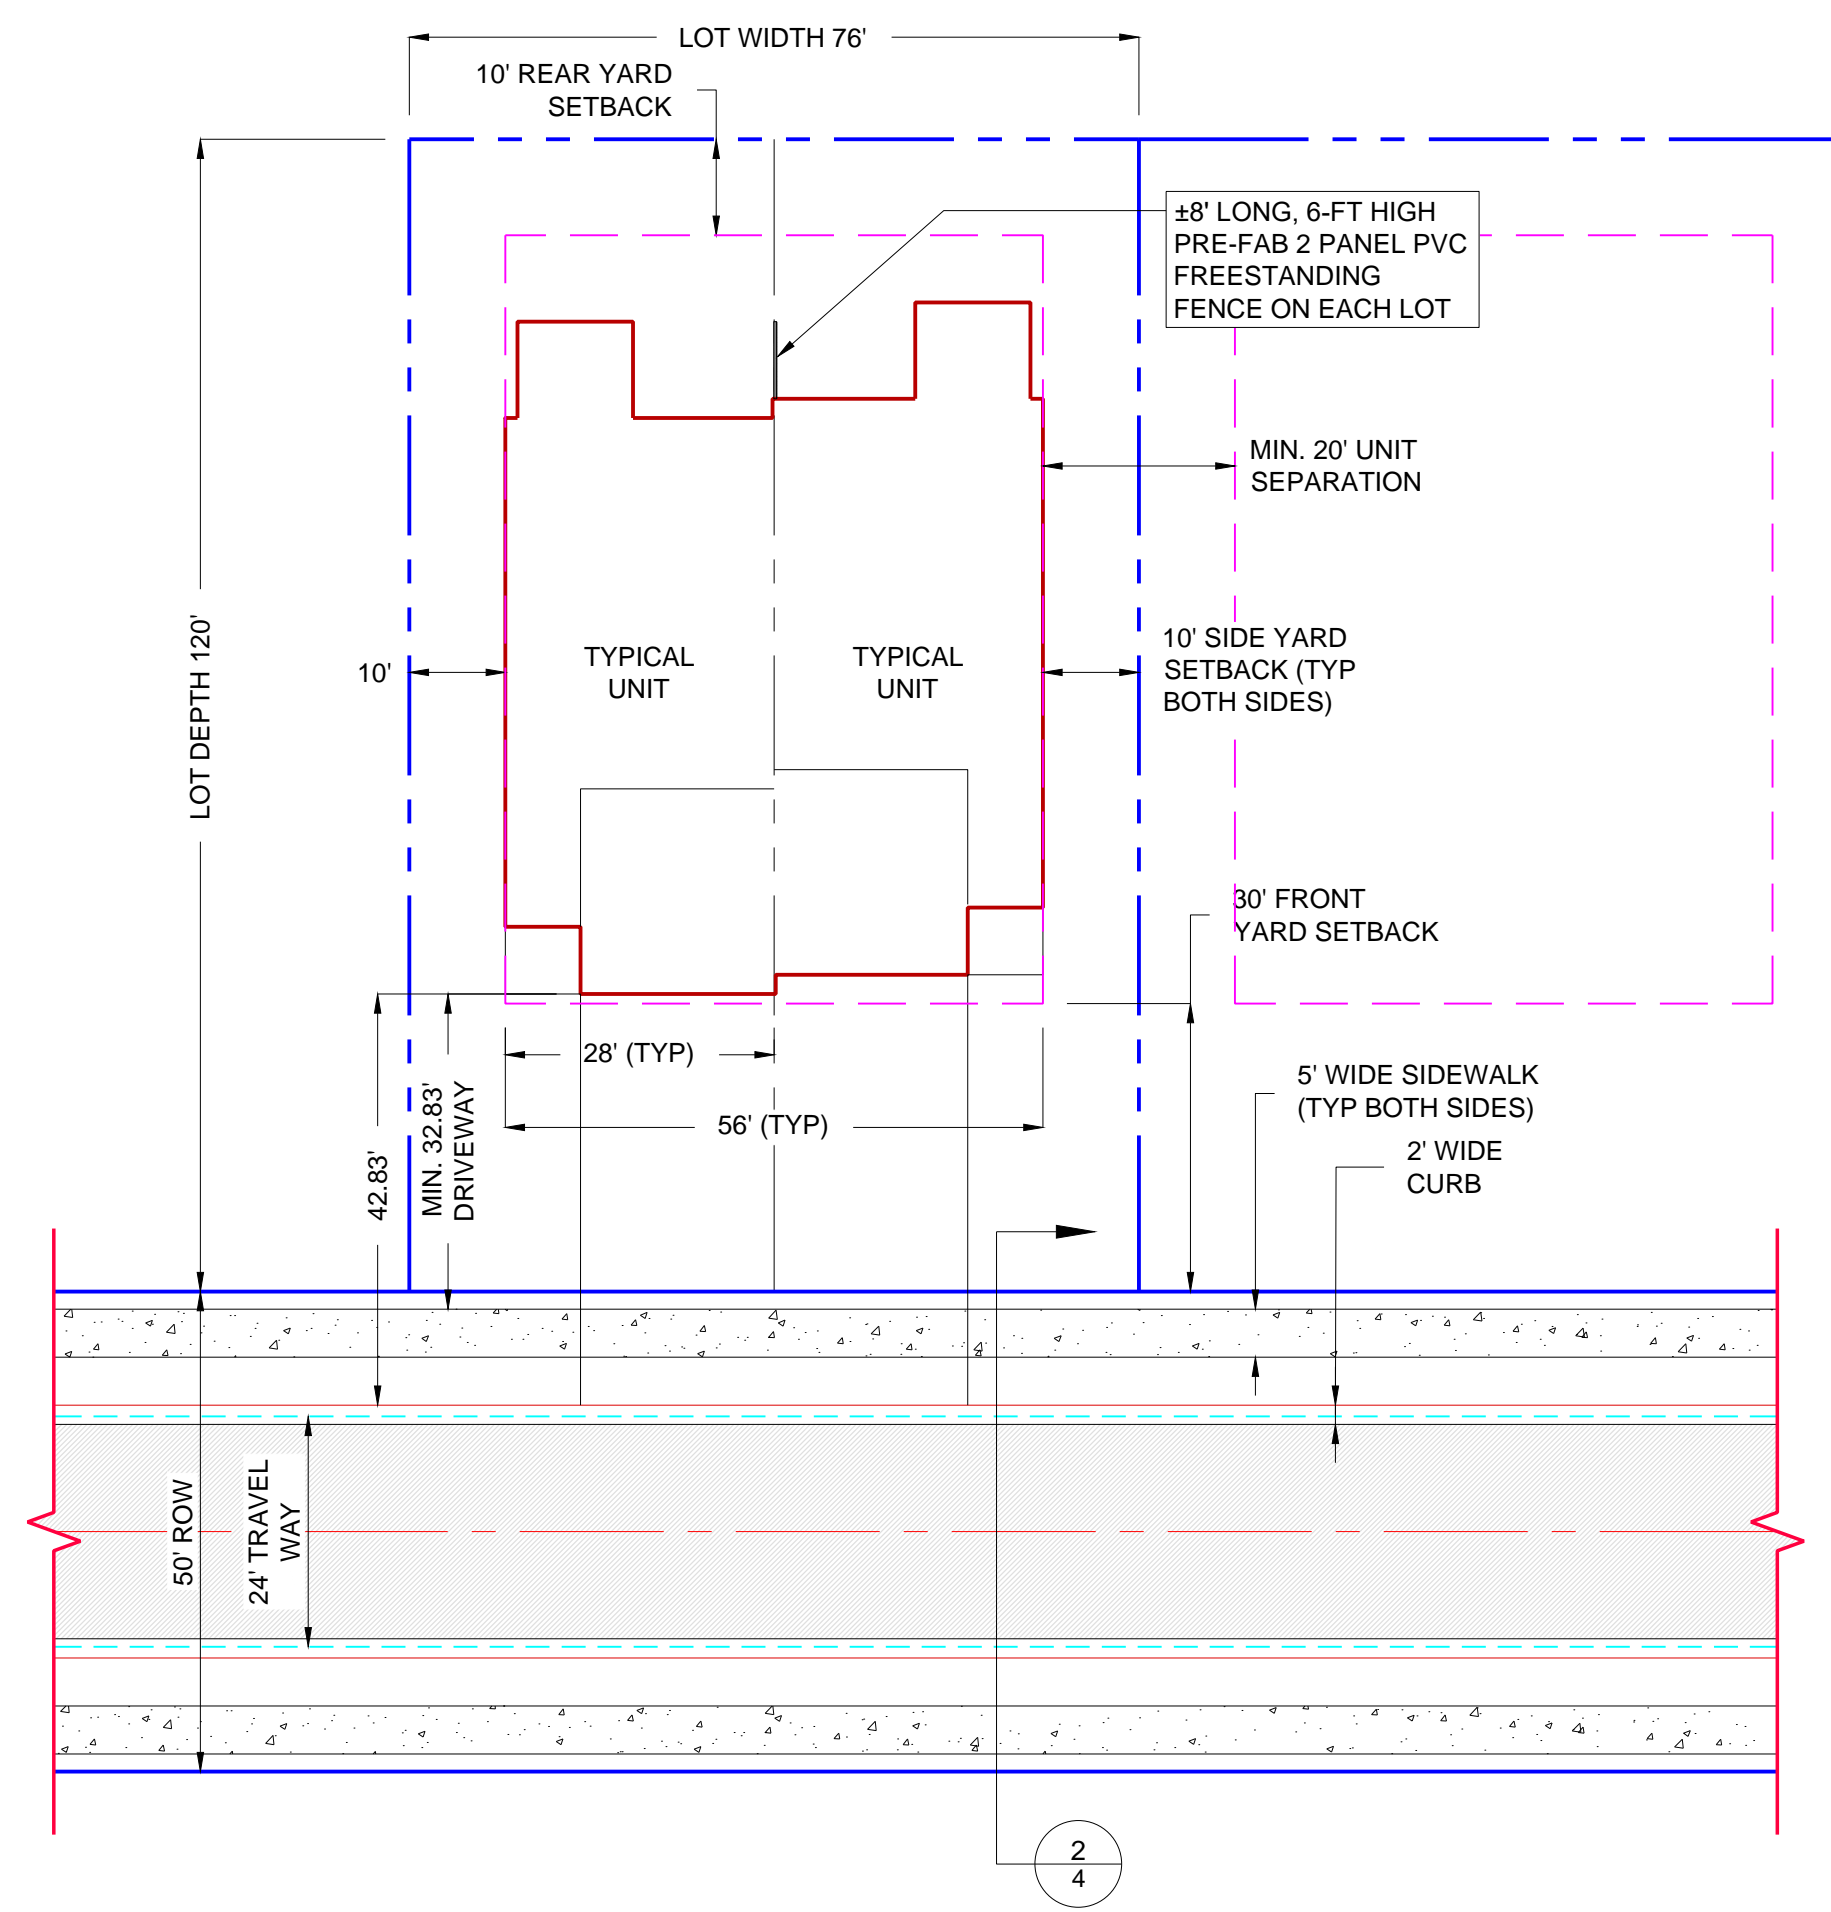 LOT WIDTH 76'
10' REAR YARD
SETBACK
±8' LONG, 6-FT HIGH
PRE-FAB 2 PANEL PVC
FREESTANDING
FENCE ON EACH LOT
MIN. 20' UNIT
SEPARATION
LOT DEPTH 120'
10'
TYPICAL
UNIT
TYPICAL
UNIT
10' SIDE YARD
SETBACK (TYP
BOTH SIDES)
30' FRONT
YARD SETBACK
28' (TYP)
56' (TYP)
42.83'
MIN. 32.83'
DRIVEWAY
5' WIDE SIDEWALK
(TYP BOTH SIDES)
2' WIDE
CURB
50' ROW
24' TRAVEL
WAY
2
4